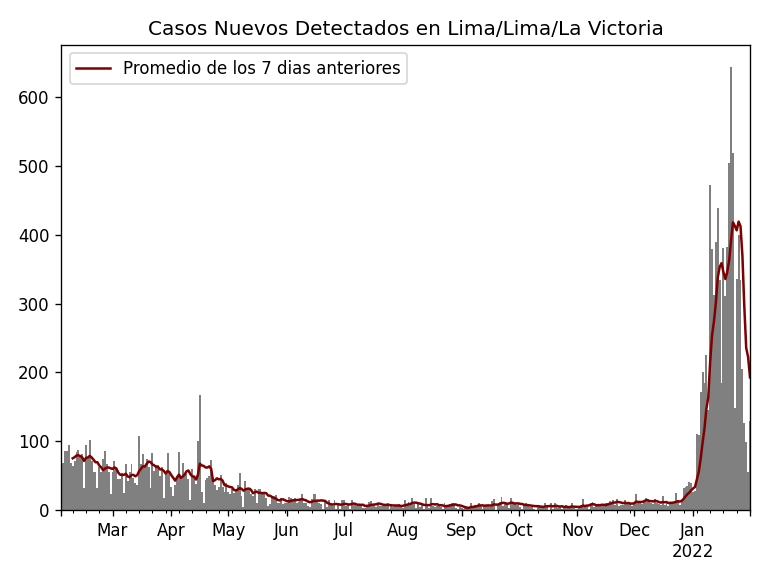 Casos Nuevos Detectados en Lima/Lima/La Victoria
Promedio de los 7 dias anteriores
600
500
400
300
200
100
0
Mar Apr May Jun Jul Aug Sep Oct Nov Dec Jan
2022